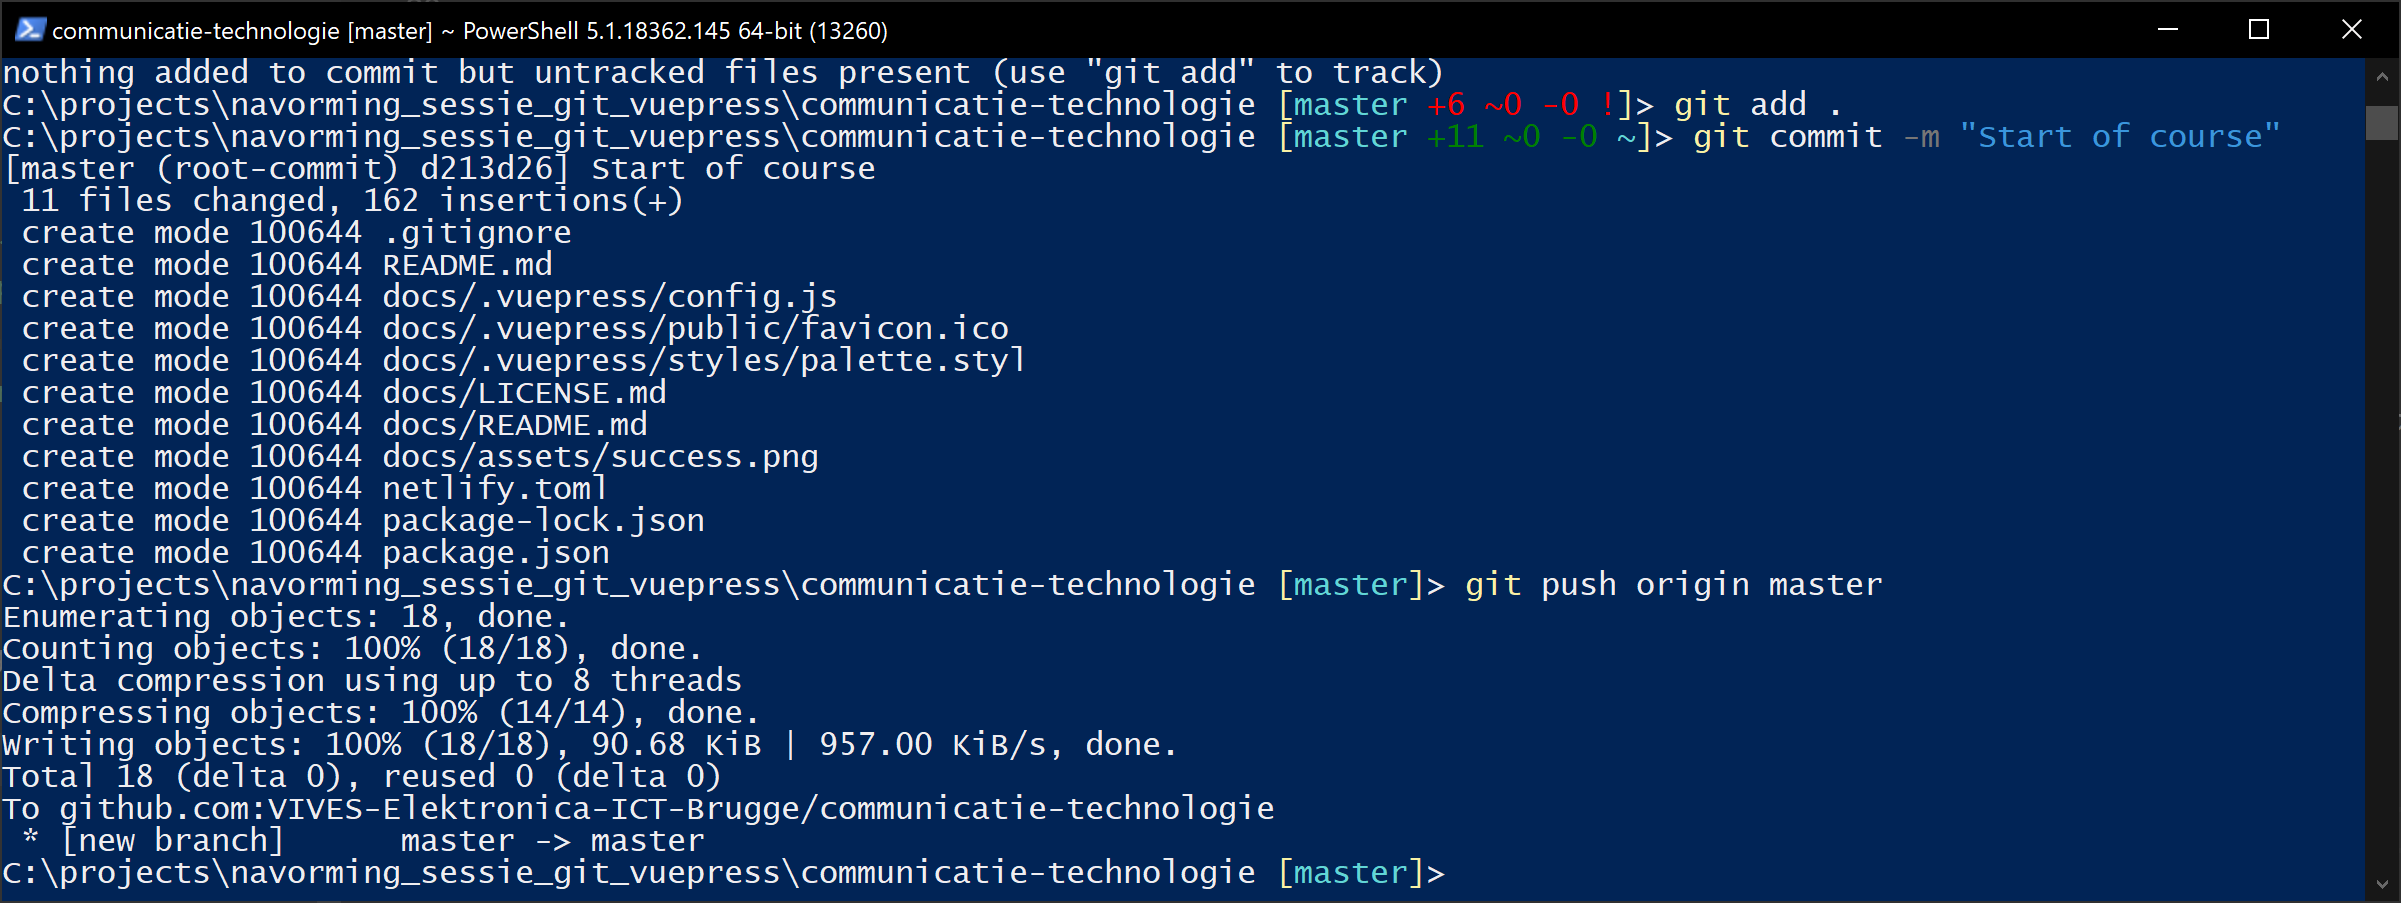 communicatie-technologie [master] ~ PowerShell 5.1.18362.145 64-bit (13260)
nothing added to commit but untracked files present (use "git add" to track)
C:\projects\navorming_sessie_git_vuepress\communicatie-technologie [master +6 ~0 -0 !]> git add .
C:\projects\navorming_sessie_git_vuepress\communicatie-technologie [master +11 ~0 -0 ~]> git commit -m "Start of course"
[master (root-commit) d213d26] Start of course
 11 files changed, 162 insertions(+)
 create mode 100644 .gitignore
 create mode 100644 README.md
 create mode 100644 docs/.vuepress/config.js
 create mode 100644 docs/.vuepress/public/favicon.ico
 create mode 100644 docs/.vuepress/styles/palette.styl
 create mode 100644 docs/LICENSE.md
 create mode 100644 docs/README.md
 create mode 100644 docs/assets/success.png
 create mode 100644 netlify.toml
 create mode 100644 package-lock.json
 create mode 100644 package.json
C:\projects\navorming_sessie_git_vuepress\communicatie-technologie [master]> git push origin master
Enumerating objects: 18, done.
Counting objects: 100% (18/18), done.
Delta compression using up to 8 threads
Compressing objects: 100% (14/14), done.
Writing objects: 100% (18/18), 90.68 KiB | 957.00 KiB/s, done.
Total 18 (delta 0), reused 0 (delta 0)
To github.com:VIVES-Elektronica-ICT-Brugge/communicatie-technologie
 * [new branch]      master -> master
C:\projects\navorming_sessie_git_vuepress\communicatie-technologie [master]>